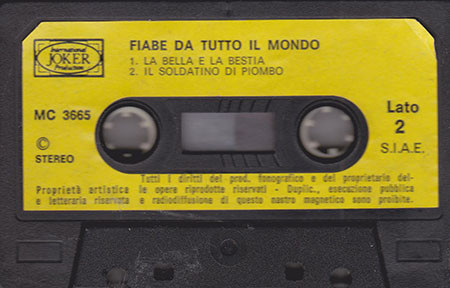 International
JOKER
Productions
FIABE DA TUTTO IL MONDO
1. LA BELLA E LA BESTIA
2. IL SOLDATINO DI PIOMBO
MC 3665
© STEREO
Lato
2
S.I.A.E.
Tutti i diritti del prod. fonografico e del proprietario del-
Proprietà artistica le opere riprodotte riservati - Duplic., esecuzione pubblica
e letteraria riservata e radiodiffusione di questo nastro magnetico sono proibite.